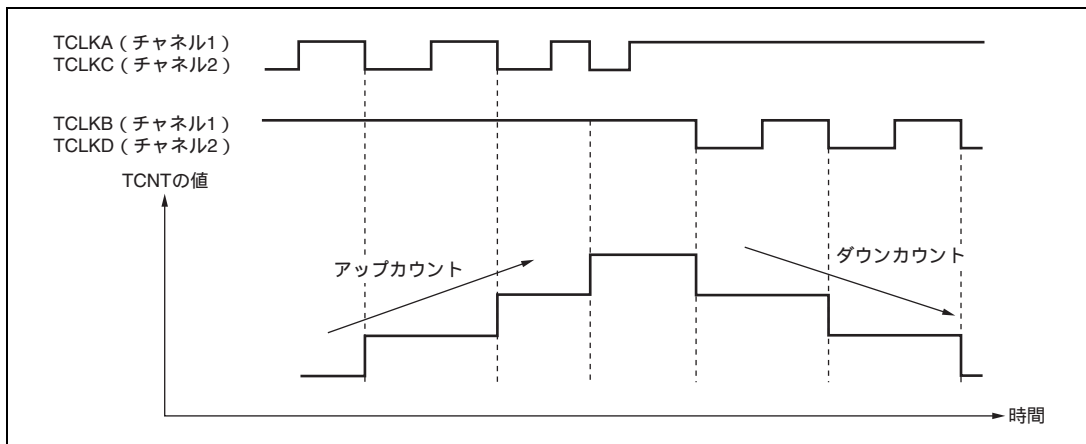 TCLKA（チャネル1）
TCLKC（チャネル2）
TCLKB（チャネル1）
TCLKD（チャネル2）
TCNTの値
アップカウント
ダウンカウント
時間